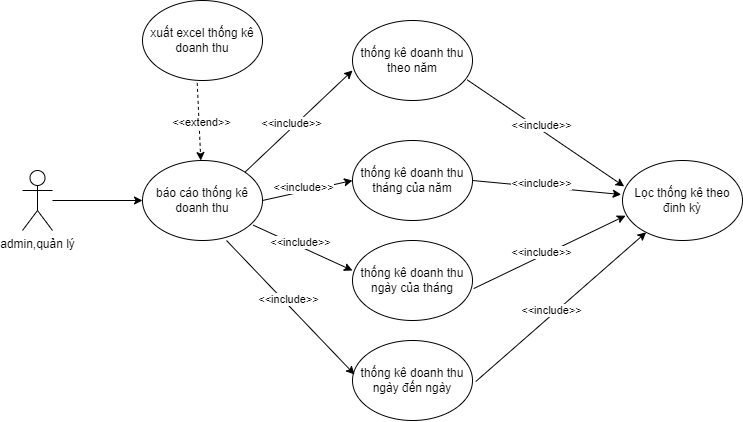 xuất excel thống kê
doanh thu
<<extend>>
báo cáo thống kê
doanh thu
admin,quản lý
thống kê doanh thu
theo năm
<<include>>
<<include>>
thống kê doanh thu
tháng của năm
<<include>>
<<include>>
Lọc thống kê theo
đinh kỳ
<<include>>
thống kê doanh thu
ngày của tháng
<<include>>
<<include>>
<<include>>
thống kê doanh thu
ngày đến ngày